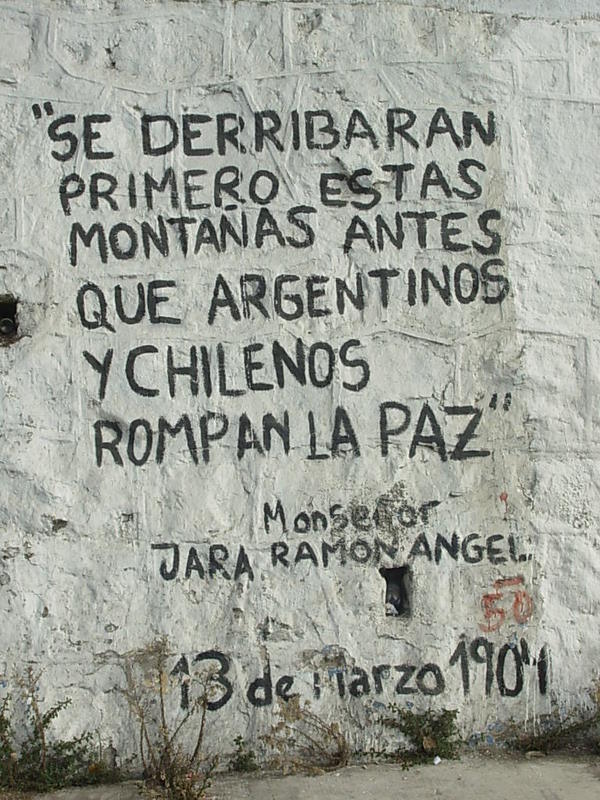 "SE DERRIBARAN
PRIMERO ESTAS
MONTAÑAS ANTES
QUE ARGENTINOS
Y CHILENOS
ROMPAN LA PAZ"
Monseñor
JARA RAMON ANGEL.
50
13 de Marzo 1904